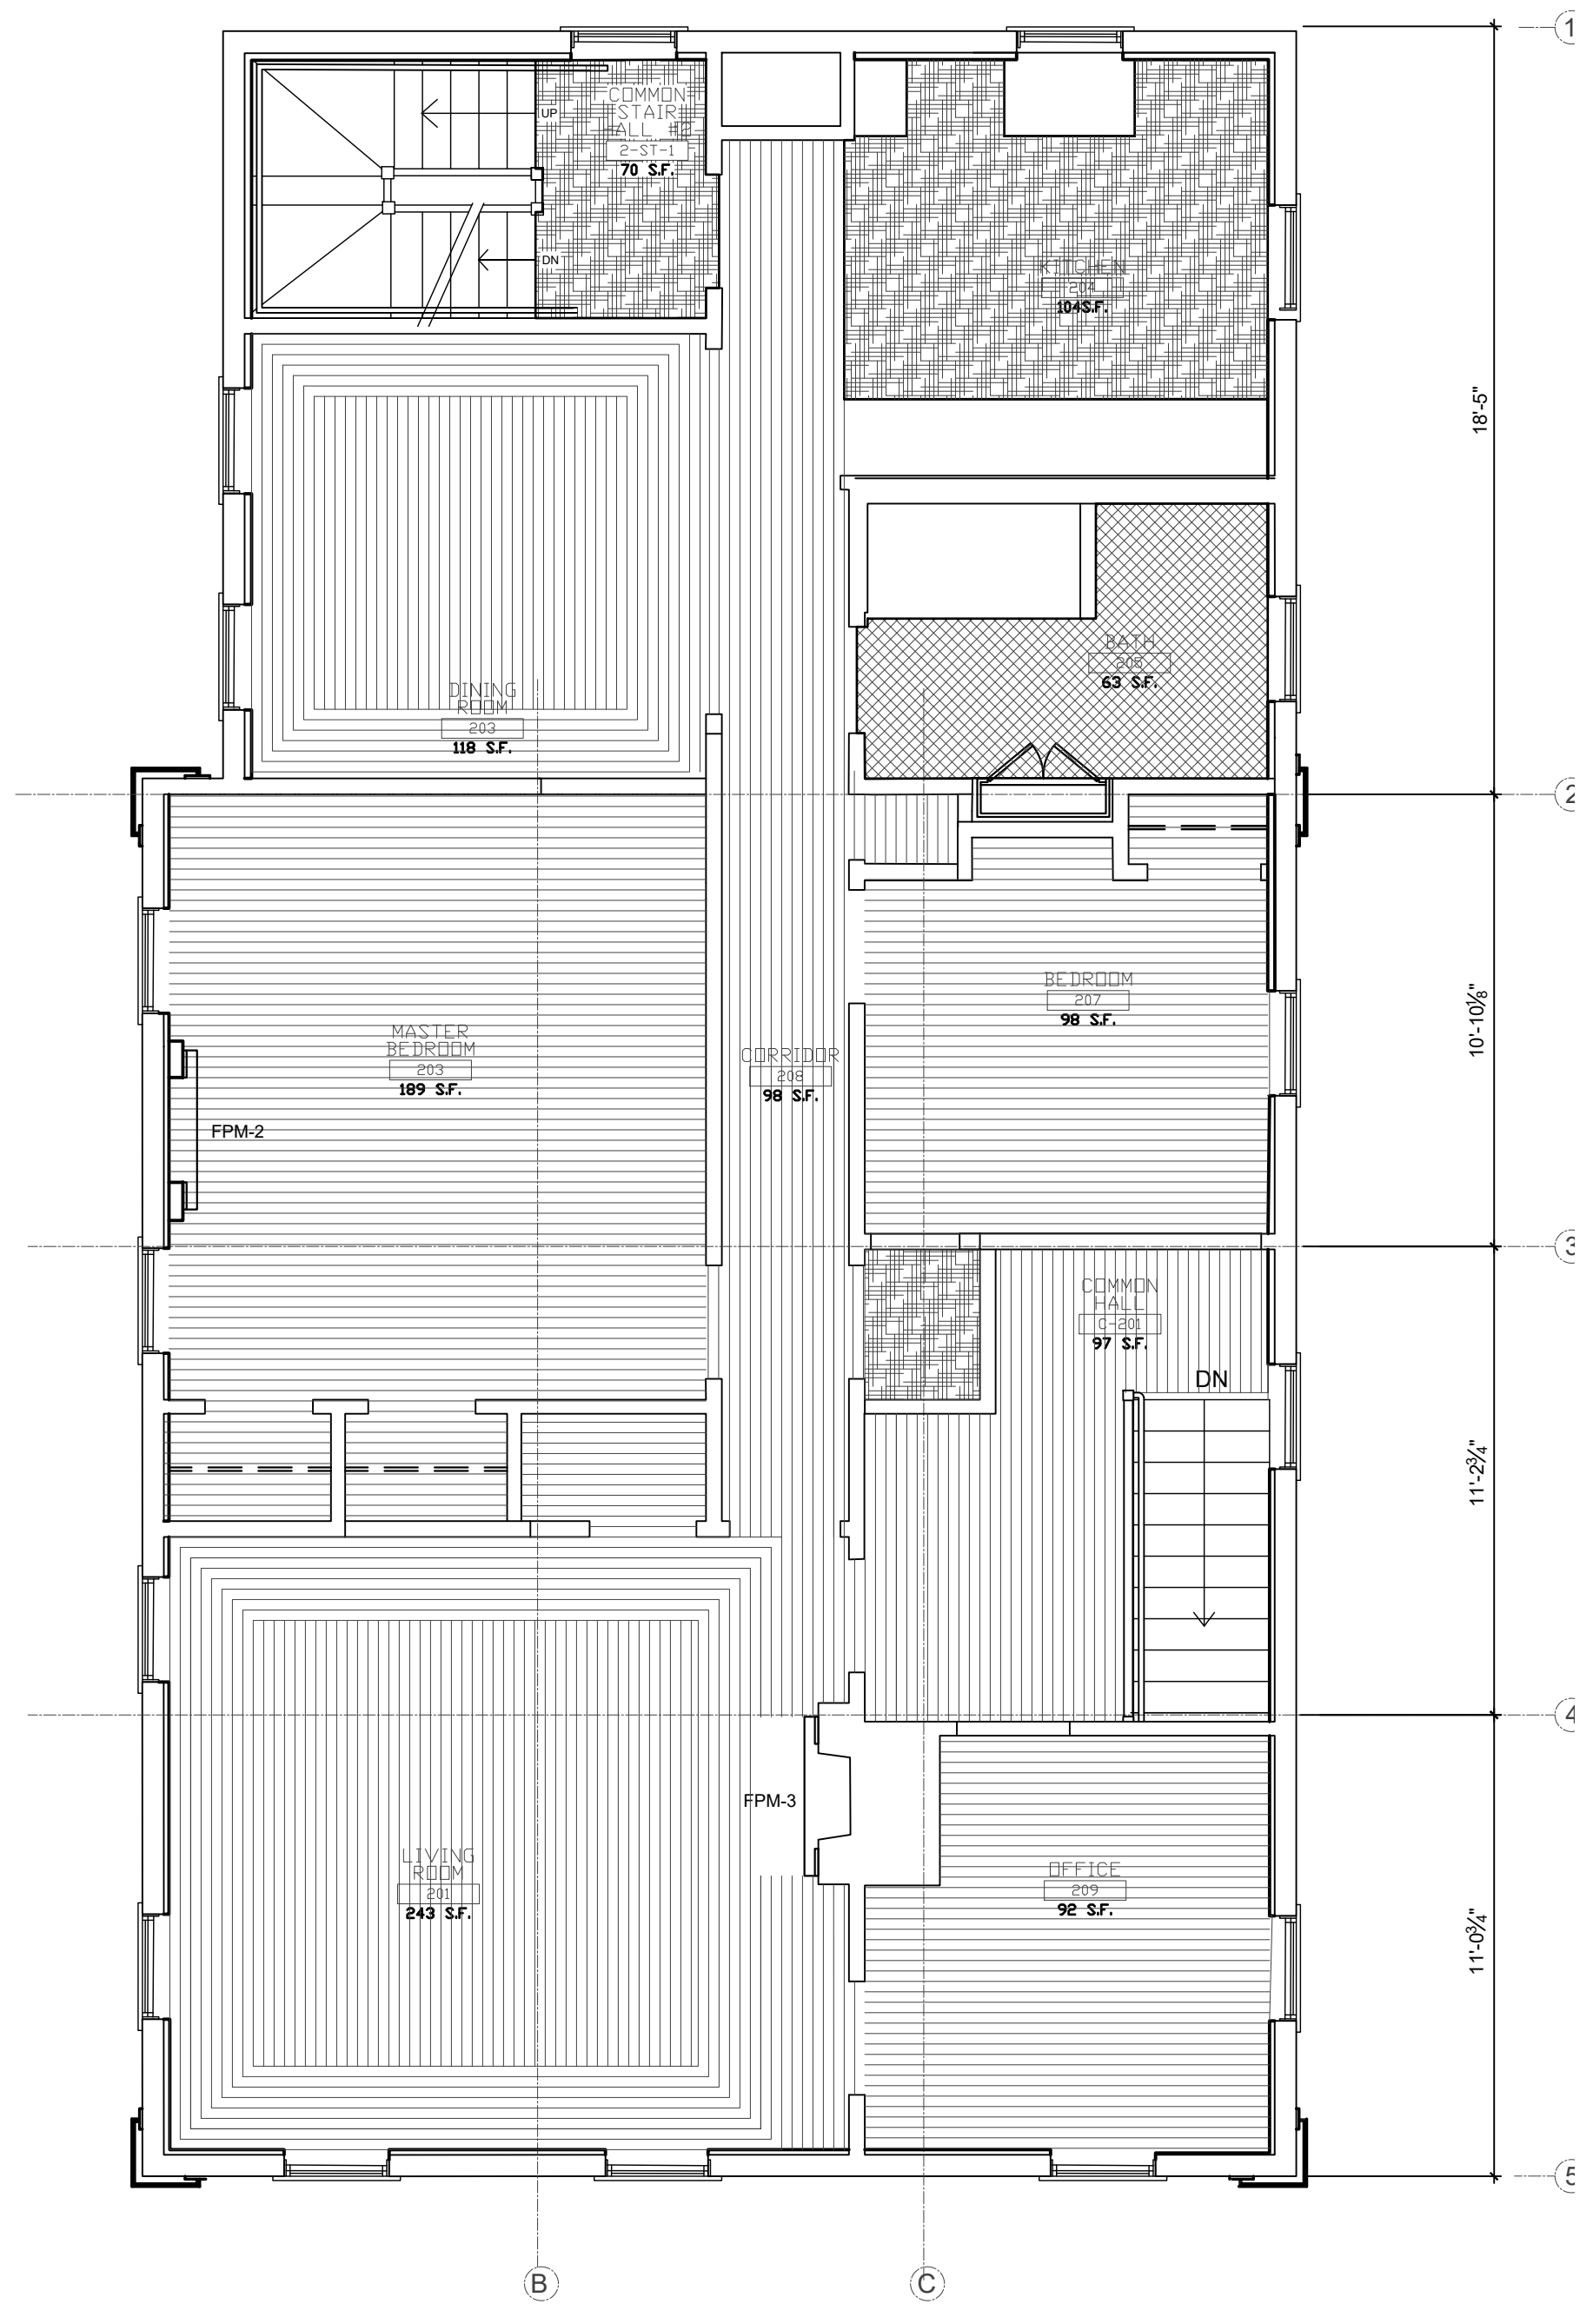 1
COMMON
STAIR
HALL #2
2-ST-1
70 S.F.
UP
DN
KITCHEN
204
104S.F.
18'-5"
BATH
205
63 S.F.
DINING
ROOM
203
118 S.F.
2
BEDROOM
207
98 S.F.
10'-10⅛"
MASTER
BEDROOM
203
189 S.F.
CORRIDOR
208
98 S.F.
FPM-2
3
COMMON
HALL
C-201
97 S.F.
DN
11'-2¾"
4
FPM-3
LIVING
ROOM
201
243 S.F.
OFFICE
209
92 S.F.
11'-0¾"
5
B
C